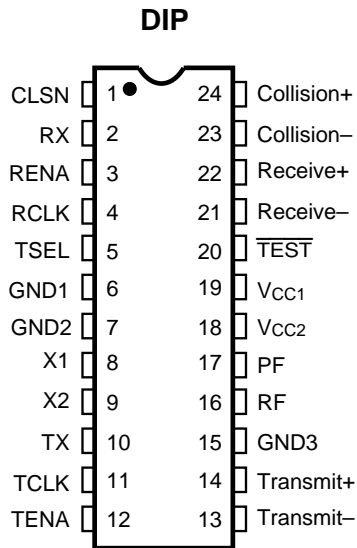 DIP
CLSN 1 24 Collision+
RX 2 23 Collision–
RENA 3 22 Receive+
RCLK 4 21 Receive–
TSEL 5 20 TEST
GND1 6 19 VCC1
GND2 7 18 VCC2
X1 8 17 PF
X2 9 16 RF
TX 10 15 GND3
TCLK 11 14 Transmit+
TENA 12 13 Transmit–